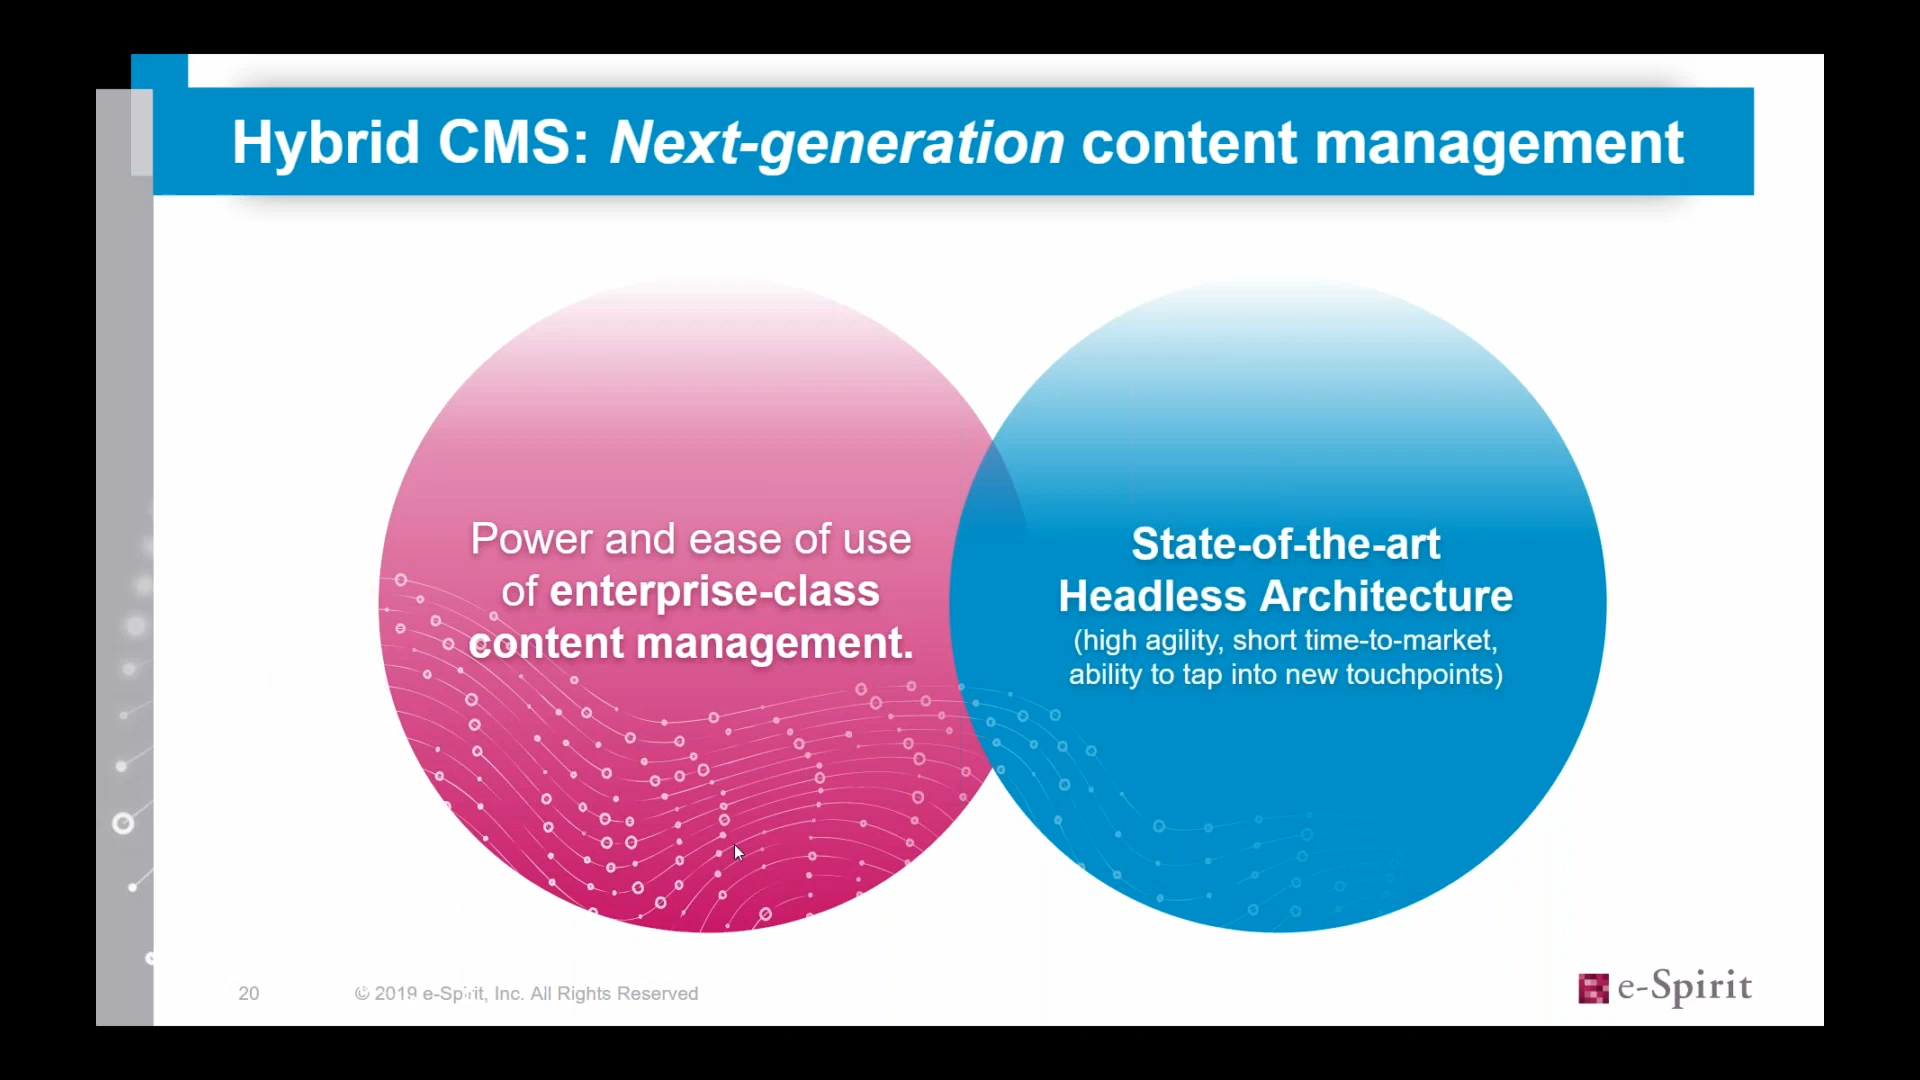 Hybrid CMS: Next-generation content management
Power and ease of use
of enterprise-class
content management.
State-of-the-art
Headless Architecture
(high agility, short time-to-market,
ability to tap into new touchpoints)
20
© 2019 e-Spirit, Inc. All Rights Reserved
e-Spirit